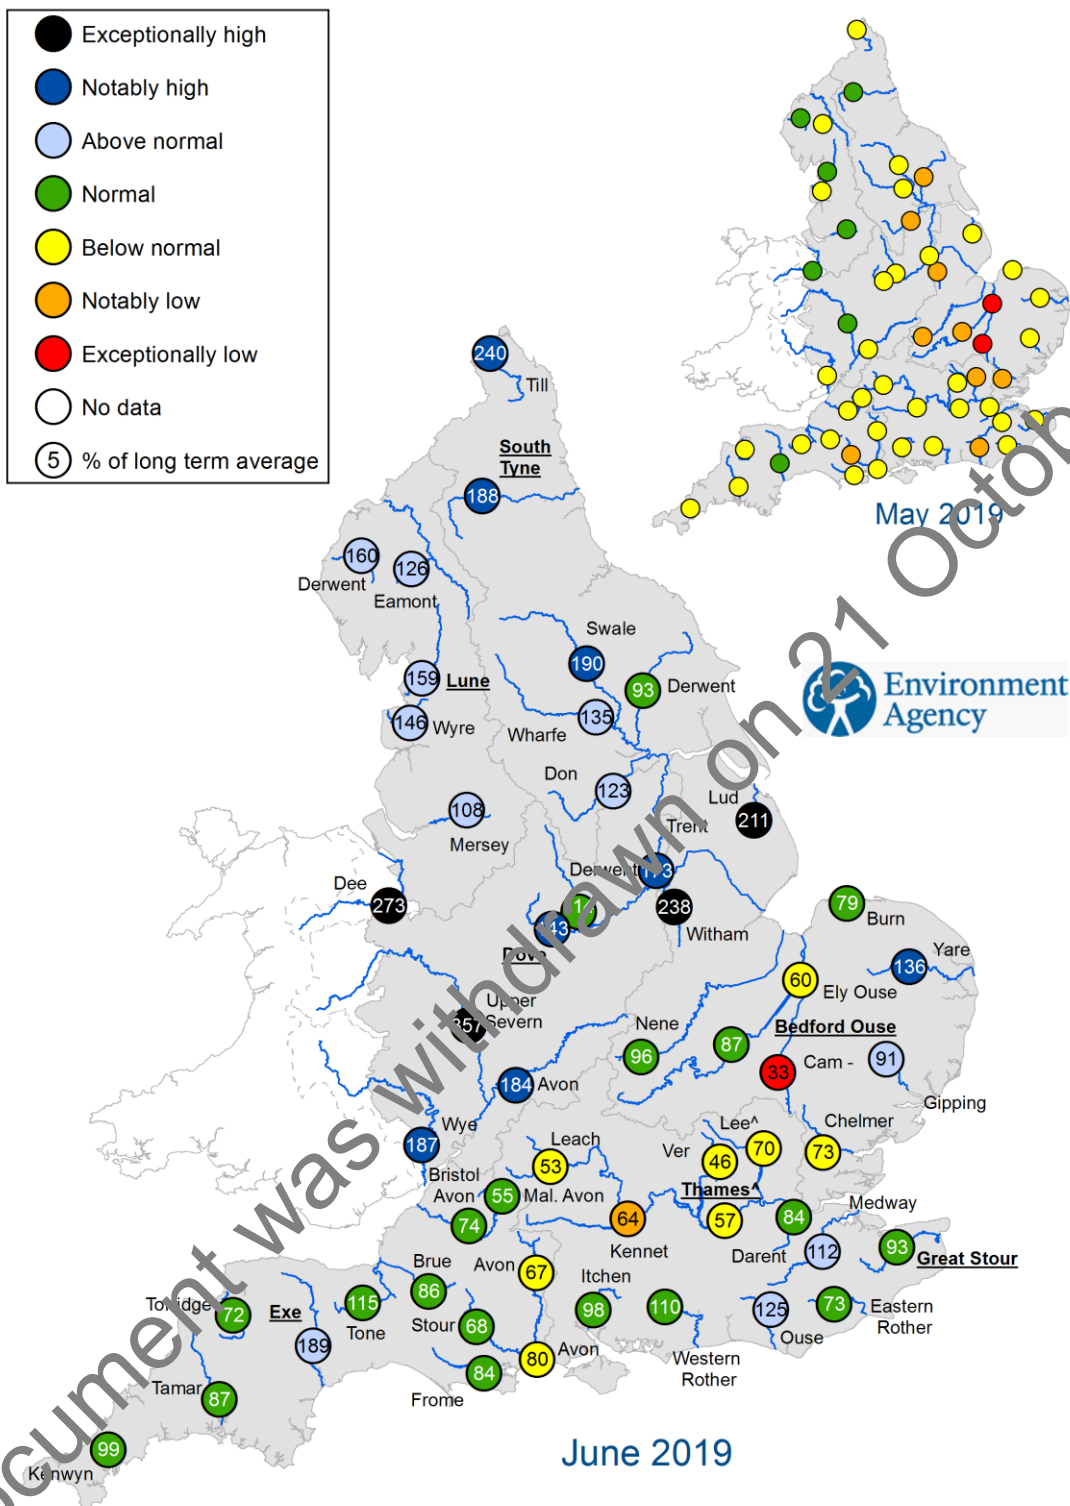 Exceptionally high
Notably high
Above normal
Normal
Below normal
Notably low
Exceptionally low
No data
5 % of long term average
May 2019
240
Till
South
Tyne
188
160
Derwent
126
Eamont
Swale
190
159
Lune
93
Derwent
146
Wyre
135
Wharfe
Environment
Agency
Don
123
108
Mersey
Lud
211
Trent
Derwent
Dee
273
238
Witham
79
Burn
Yare
136
60
Ely Ouse
Upper
Severn
Nene
96
87
Bedford Ouse
33
Cam -
91
Gipping
184
Avon
Wye
187
Leach
53
Lee^
70
Ver
46
Chelmer
73
Bristol
Avon
74
55
Mal. Avon
Thames^
57
64
Kennet
84
Darent
Medway
112
93
Great Stour
Brue
86
Avon
67
Itchen
98
110
Western
Rother
125
Ouse
73
Eastern
Rother
Torridge
72
Exe
189
115
Tone
Stour
68
80
Avon
84
Frome
Tamar
87
99
Kenwyn
June 2019
ocument was withdrawn on 21 Octob